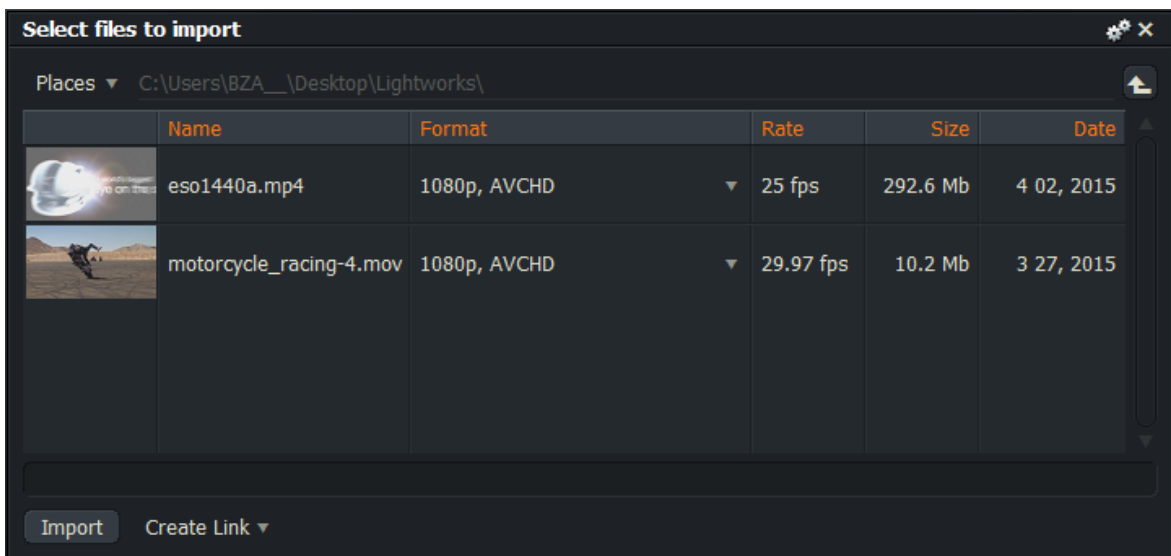 Select files to import
Places C:\Users\BZA__\Desktop\Lightworks\
Name Format Rate Size Date
eso1440a.mp4 1080p, AVCHD 25 fps 292.6 Mb 4 02, 2015
motorcycle_racing-4.mov 1080p, AVCHD 29.97 fps 10.2 Mb 3 27, 2015
Import Create Link